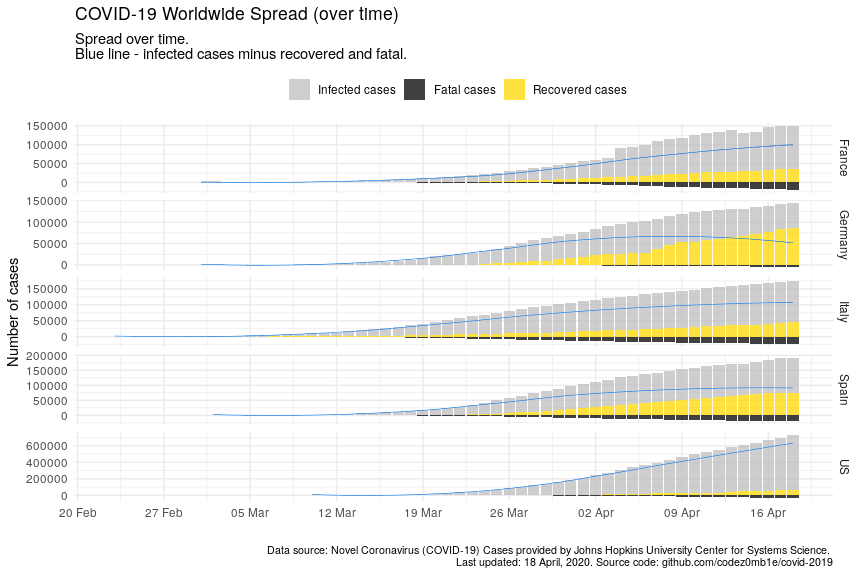 COVID-19 Worldwide Spread (over time)
Spread over time.
Blue line - infected cases minus recovered and fatal.
Infected cases Fatal cases Recovered cases
Number of cases
150000
100000
50000
0
France
150000
100000
50000
0
Germany
150000
100000
50000
0
Italy
200000
150000
100000
50000
0
Spain
600000
400000
200000
0
US
20 Feb 27 Feb 05 Mar 12 Mar 19 Mar 26 Mar 02 Apr 09 Apr 16 Apr
Data source: Novel Coronavirus (COVID-19) Cases provided by Johns Hopkins University Center for Systems Science.
Last updated: 18 April, 2020. Source code: github.com/codez0mb1e/covid-2019